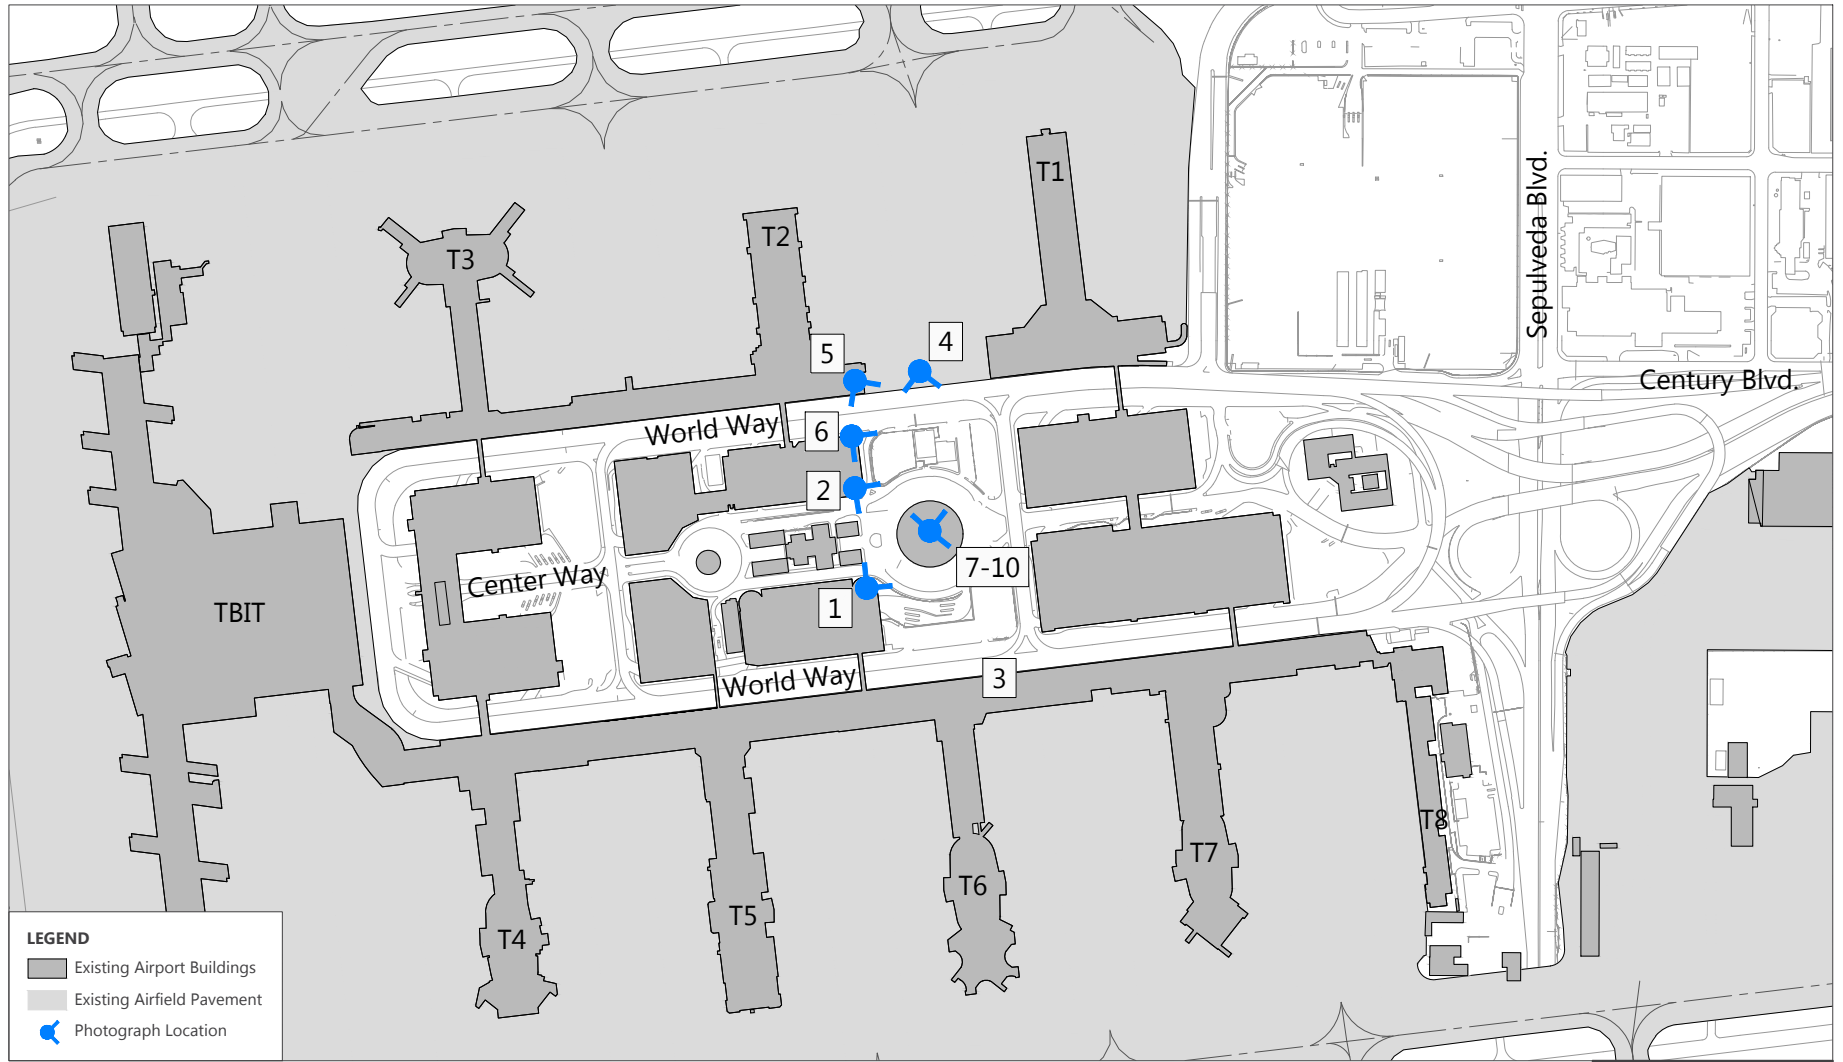 T1
T2
T3
Sepulveda Blvd.
4
5
Century Blvd.
World Way
6
2
7-10
Center Way
1
TBIT
3
World Way
T8
T7
T6
T5
T4
LEGEND
Existing Airport Buildings
Existing Airfield Pavement
Photograph Location